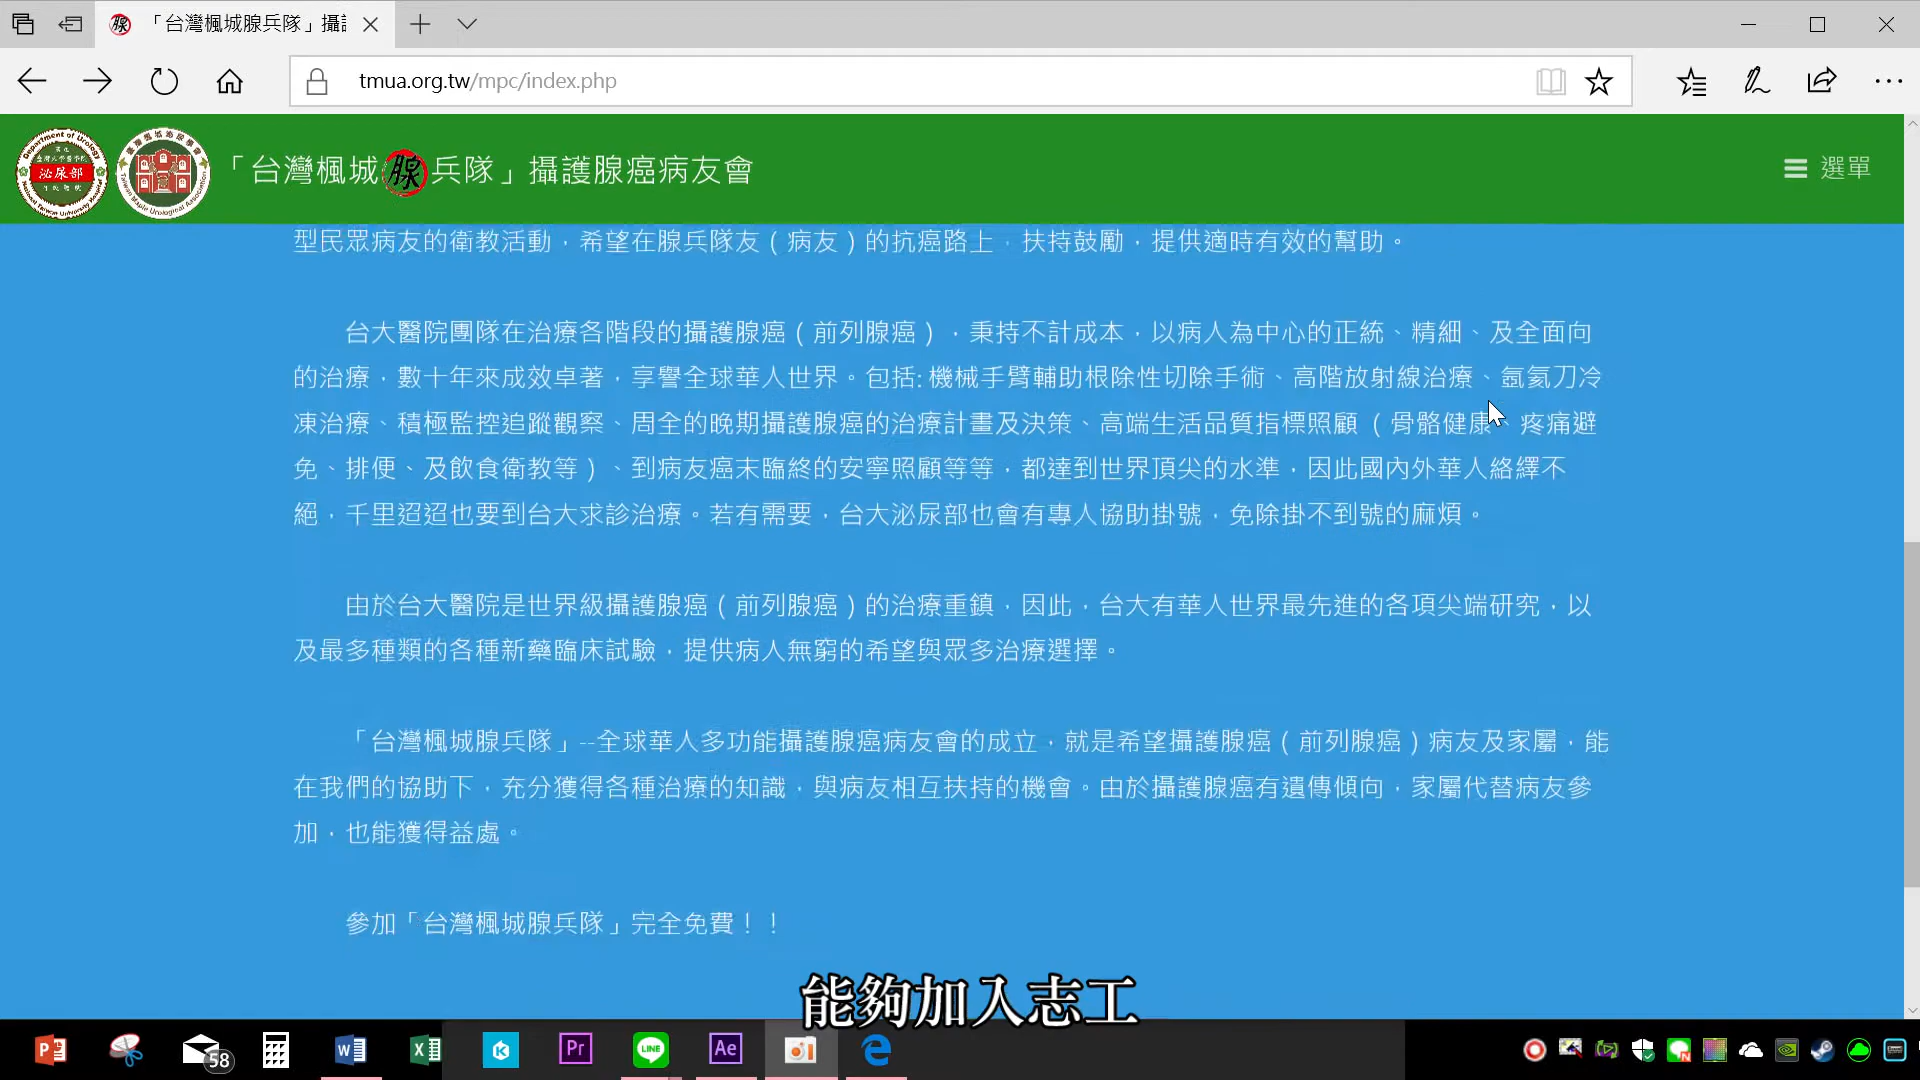 「台灣楓城腺兵隊」攝
tmua.org.tw/mpc/index.php
泌尿部
「台灣楓城腺兵隊」攝護腺癌病友會
選單
型民眾病友的衛教活動，希望在腺兵隊友（病友）的抗癌路上，扶持鼓勵，提供適時有效的幫助。
台大醫院團隊在治療各階段的攝護腺癌（前列腺癌），秉持不計成本，以病人為中心的正統、精細、及全面向
的治療，數十年來成效卓著，享譽全球華人世界。包括: 機械手臂輔助根除性切除手術、高階放射線治療、氬氦刀冷
凍治療、積極監控追蹤觀察、周全的晚期攝護腺癌的治療計畫及決策、高端生活品質指標照顧（骨骼健康、疼痛避
免、排便、及飲食衛教等）、到病友癌末臨終的安寧照顧等等，都達到世界頂尖的水準，因此國內外華人絡繹不
絕，千里迢迢也要到台大求診治療。若有需要，台大泌尿部也會有專人協助掛號，免除掛不到號的麻煩。
由於台大醫院是世界級攝護腺癌（前列腺癌）的治療重鎮，因此，台大有華人世界最先進的各項尖端研究，以
及最多種類的各種新藥臨床試驗，提供病人無窮的希望與眾多治療選擇。
「台灣楓城腺兵隊」--全球華人多功能攝護腺癌病友會的成立，就是希望攝護腺癌（前列腺癌）病友及家屬，能
在我們的協助下，充分獲得各種治療的知識，與病友相互扶持的機會。由於攝護腺癌有遺傳傾向，家屬代替病友參
加，也能獲得益處。
參加「台灣楓城腺兵隊」完全免費！！
能夠加入志工
58
Pr
LINE
Ae